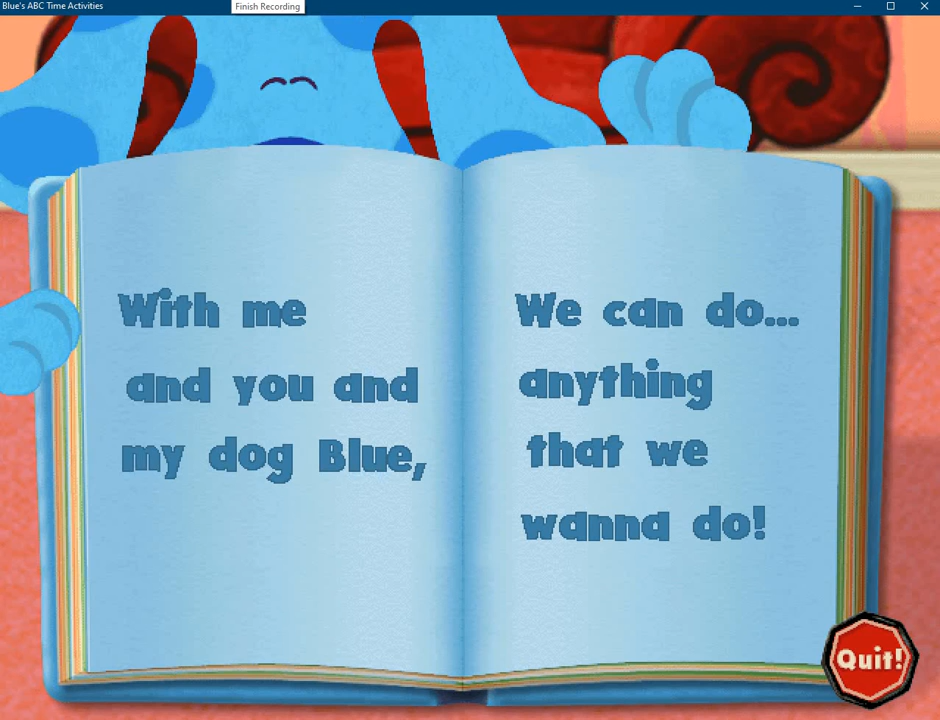 Blue's ABC Time Activities
Finish Recording
With me
and you and
my dog Blue,
We can do...
anything
that we
wanna do!
Quit!